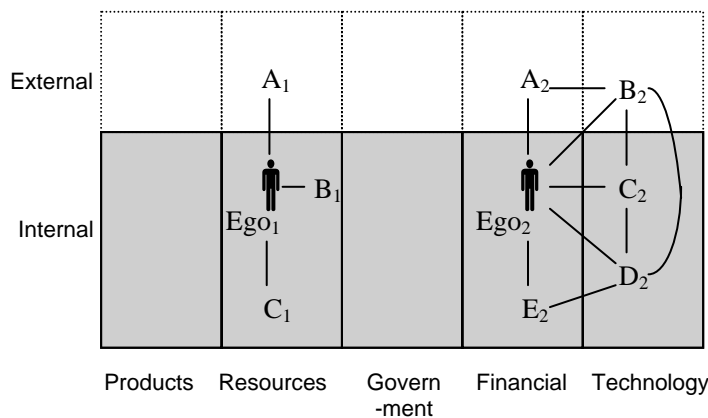 External
A₁
A₂
B₂
B₁
C₂
Internal
Ego₁
Ego₂
D₂
C₁
E₂
Products
Resources
Govern
-ment
Financial
Technology